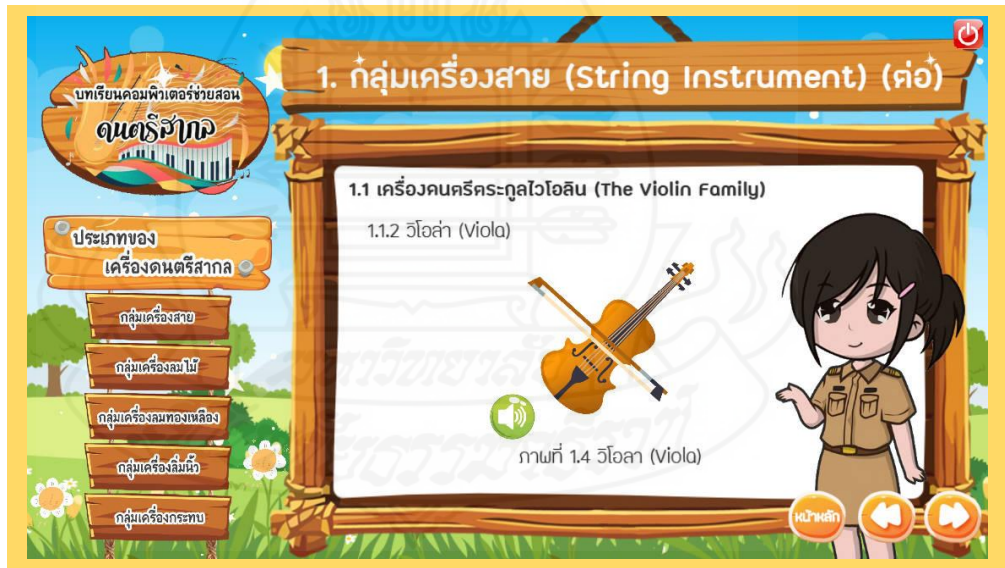 บทเรียนคอมพิวเตอร์ช่วยสอน
ดนตรีสากล
1. กลุ่มเครื่องสาย (String Instrument) (ต่อ)
ประเภทของ
เครื่องดนตรีสากล
กลุ่มเครื่องสาย
กลุ่มเครื่องลมไม้
กลุ่มเครื่องลมทองเหลือง
กลุ่มเครื่องลิ่มนิ้ว
กลุ่มเครื่องกระทบ
1.1 เครื่องดนตรีตระกูลไวโอลิน (The Violin Family)
1.1.2 วิโอล่า (Viola)
ภาพที่ 1.4 วิโอลา (Viola)
หน้าหลัก